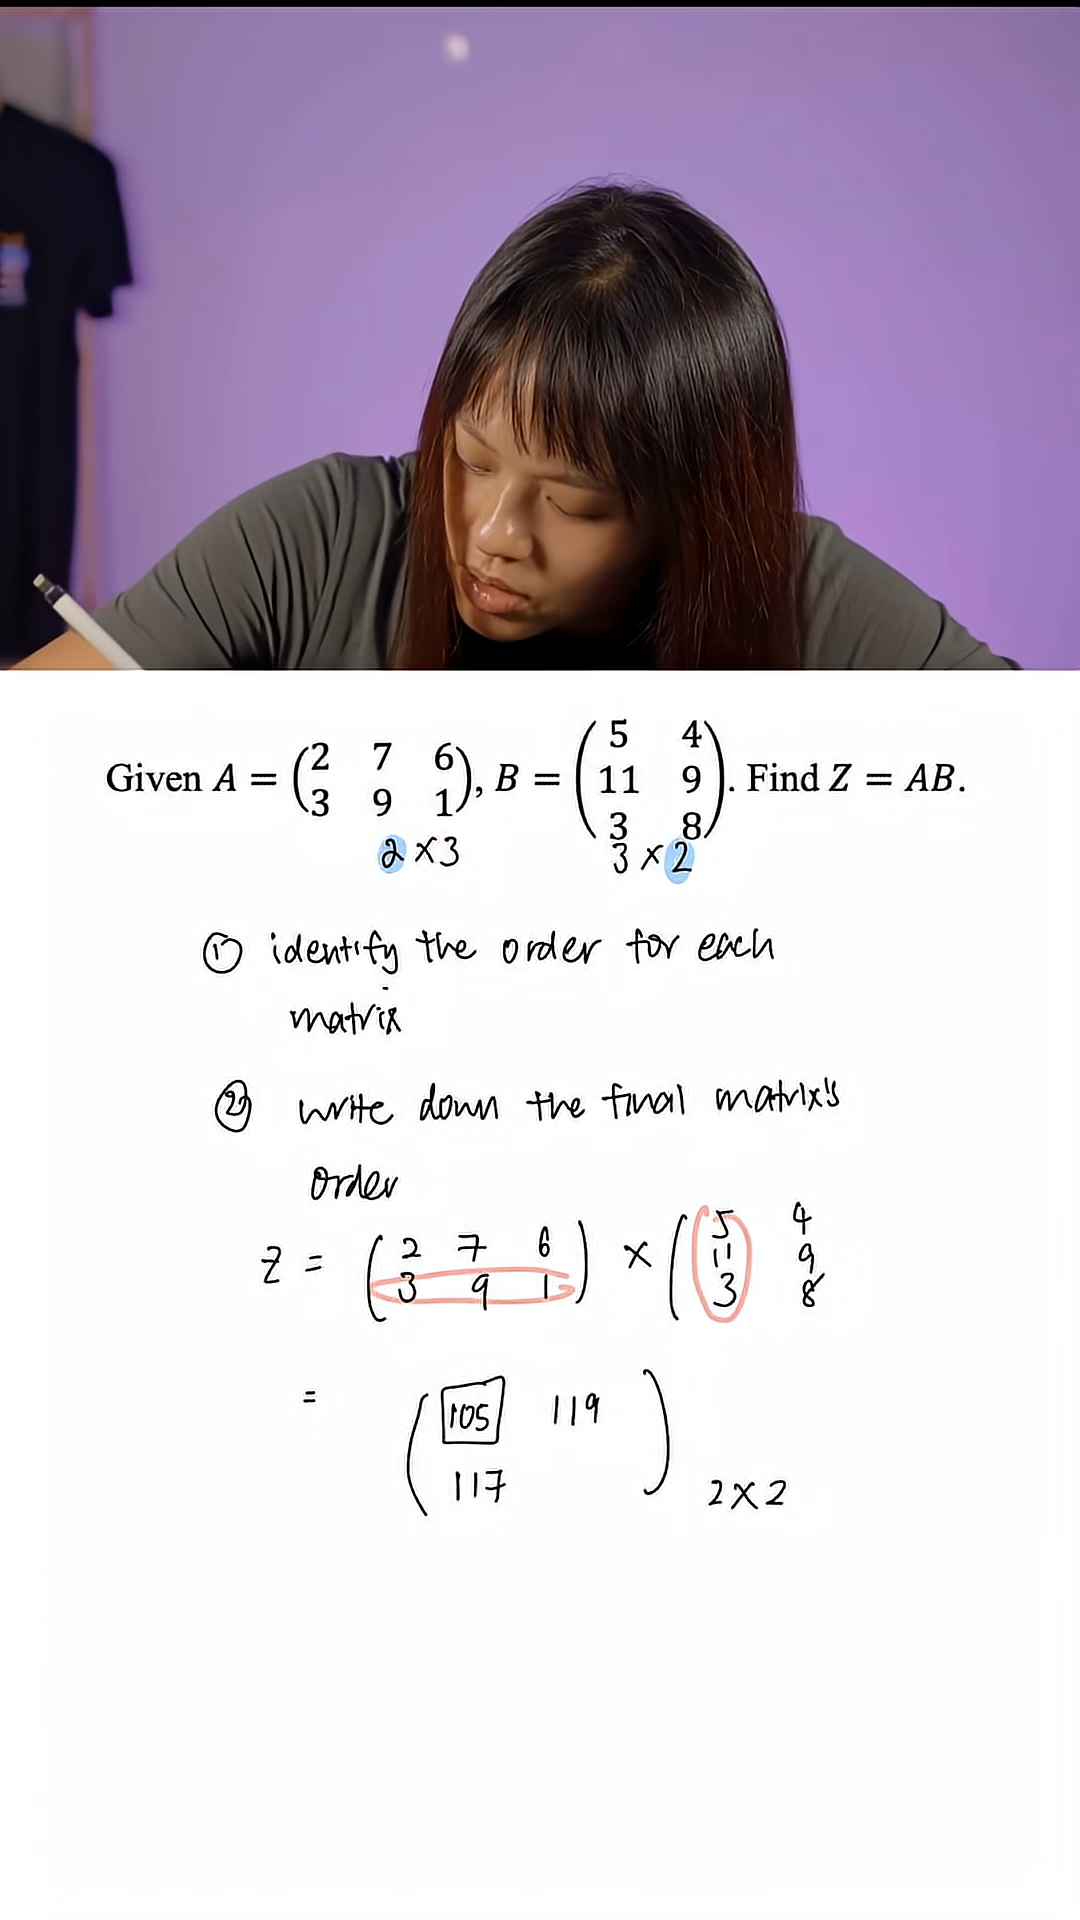 Given A = (2 7 6
3 9 1), B = (5 4
11 9
3 8). Find Z = AB.
2 × 3 3 × 2
① identify the order for each
matrix
② write down the final matrix's
order
Z = (2 7 6
3 9 1) × (5 4
11 9
3 8
= (105 119
117) 2×2